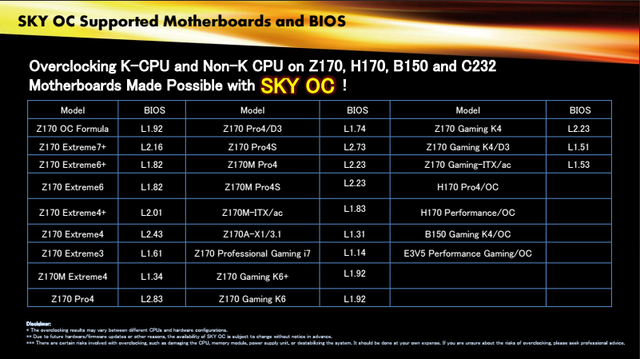 SKY OC Supported Motherboards and BIOS
Overclocking K-CPU and Non-K CPU on Z170, H170, B150 and C232
Motherboards Made Possible with SKY OC !
Model BIOS Model BIOS Model BIOS
Z170 OC Formula L1.92 Z170 Pro4/D3 L1.74 Z170 Gaming K4 L2.23
Z170 Extreme7+ L2.16 Z170 Pro4S L2.73 Z170 Gaming K4/D3 L1.51
Z170 Extreme6+ L1.82 Z170M Pro4 L2.23 Z170 Gaming-ITX/ac L1.53
Z170 Extreme6 L1.82 Z170M Pro4S L2.23 H170 Pro4/OC
Z170 Extreme4+ L2.01 Z170M-ITX/ac L1.83 H170 Performance/OC
Z170 Extreme4 L2.43 Z170A-X1/3.1 L1.31 B150 Gaming K4/OC
Z170 Extreme3 L1.61 Z170 Professional Gaming i7 L1.14 E3V5 Performance Gaming/OC
Z170M Extreme4 L1.34 Z170 Gaming K6+ L1.92
Z170 Pro4 L2.83 Z170 Gaming K6 L1.92
Disclaimer:
* The overclocking results may vary between different CPUs and hardware configurations.
** Due to future hardware/firmware updates or other reasons, the availability of SKY OC is subject to change without notice in advance.
*** There are certain risks involved with overclocking, such as damaging the CPU, memory module, power supply unit, or destabilizing the system. It should be done at your own expense. If you are unsure about the risks of overclocking, please seek professional advice.